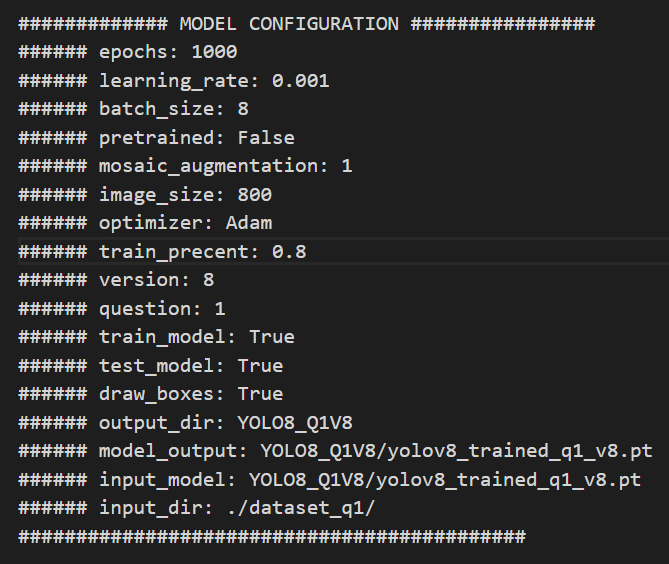 ############# MODEL CONFIGURATION ################
###### epochs: 1000
###### learning_rate: 0.001
###### batch_size: 8
###### pretrained: False
###### mosaic_augmentation: 1
###### image_size: 800
###### optimizer: Adam
###### train_precent: 0.8
###### version: 8
###### question: 1
###### train_model: True
###### test_model: True
###### draw_boxes: True
###### output_dir: YOLO8_Q1V8
###### model_output: YOLO8_Q1V8/yolov8_trained_q1_v8.pt
###### input_model: YOLO8_Q1V8/yolov8_trained_q1_v8.pt
###### input_dir: ./dataset_q1/
############################################